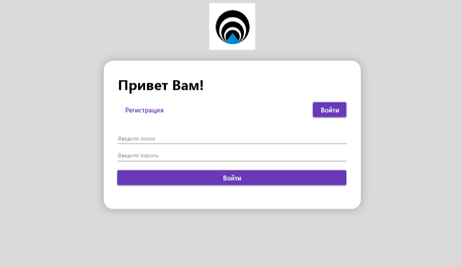 Привет Вам!
Регистрация Войти
Введите логин
Введите пароль
Войти